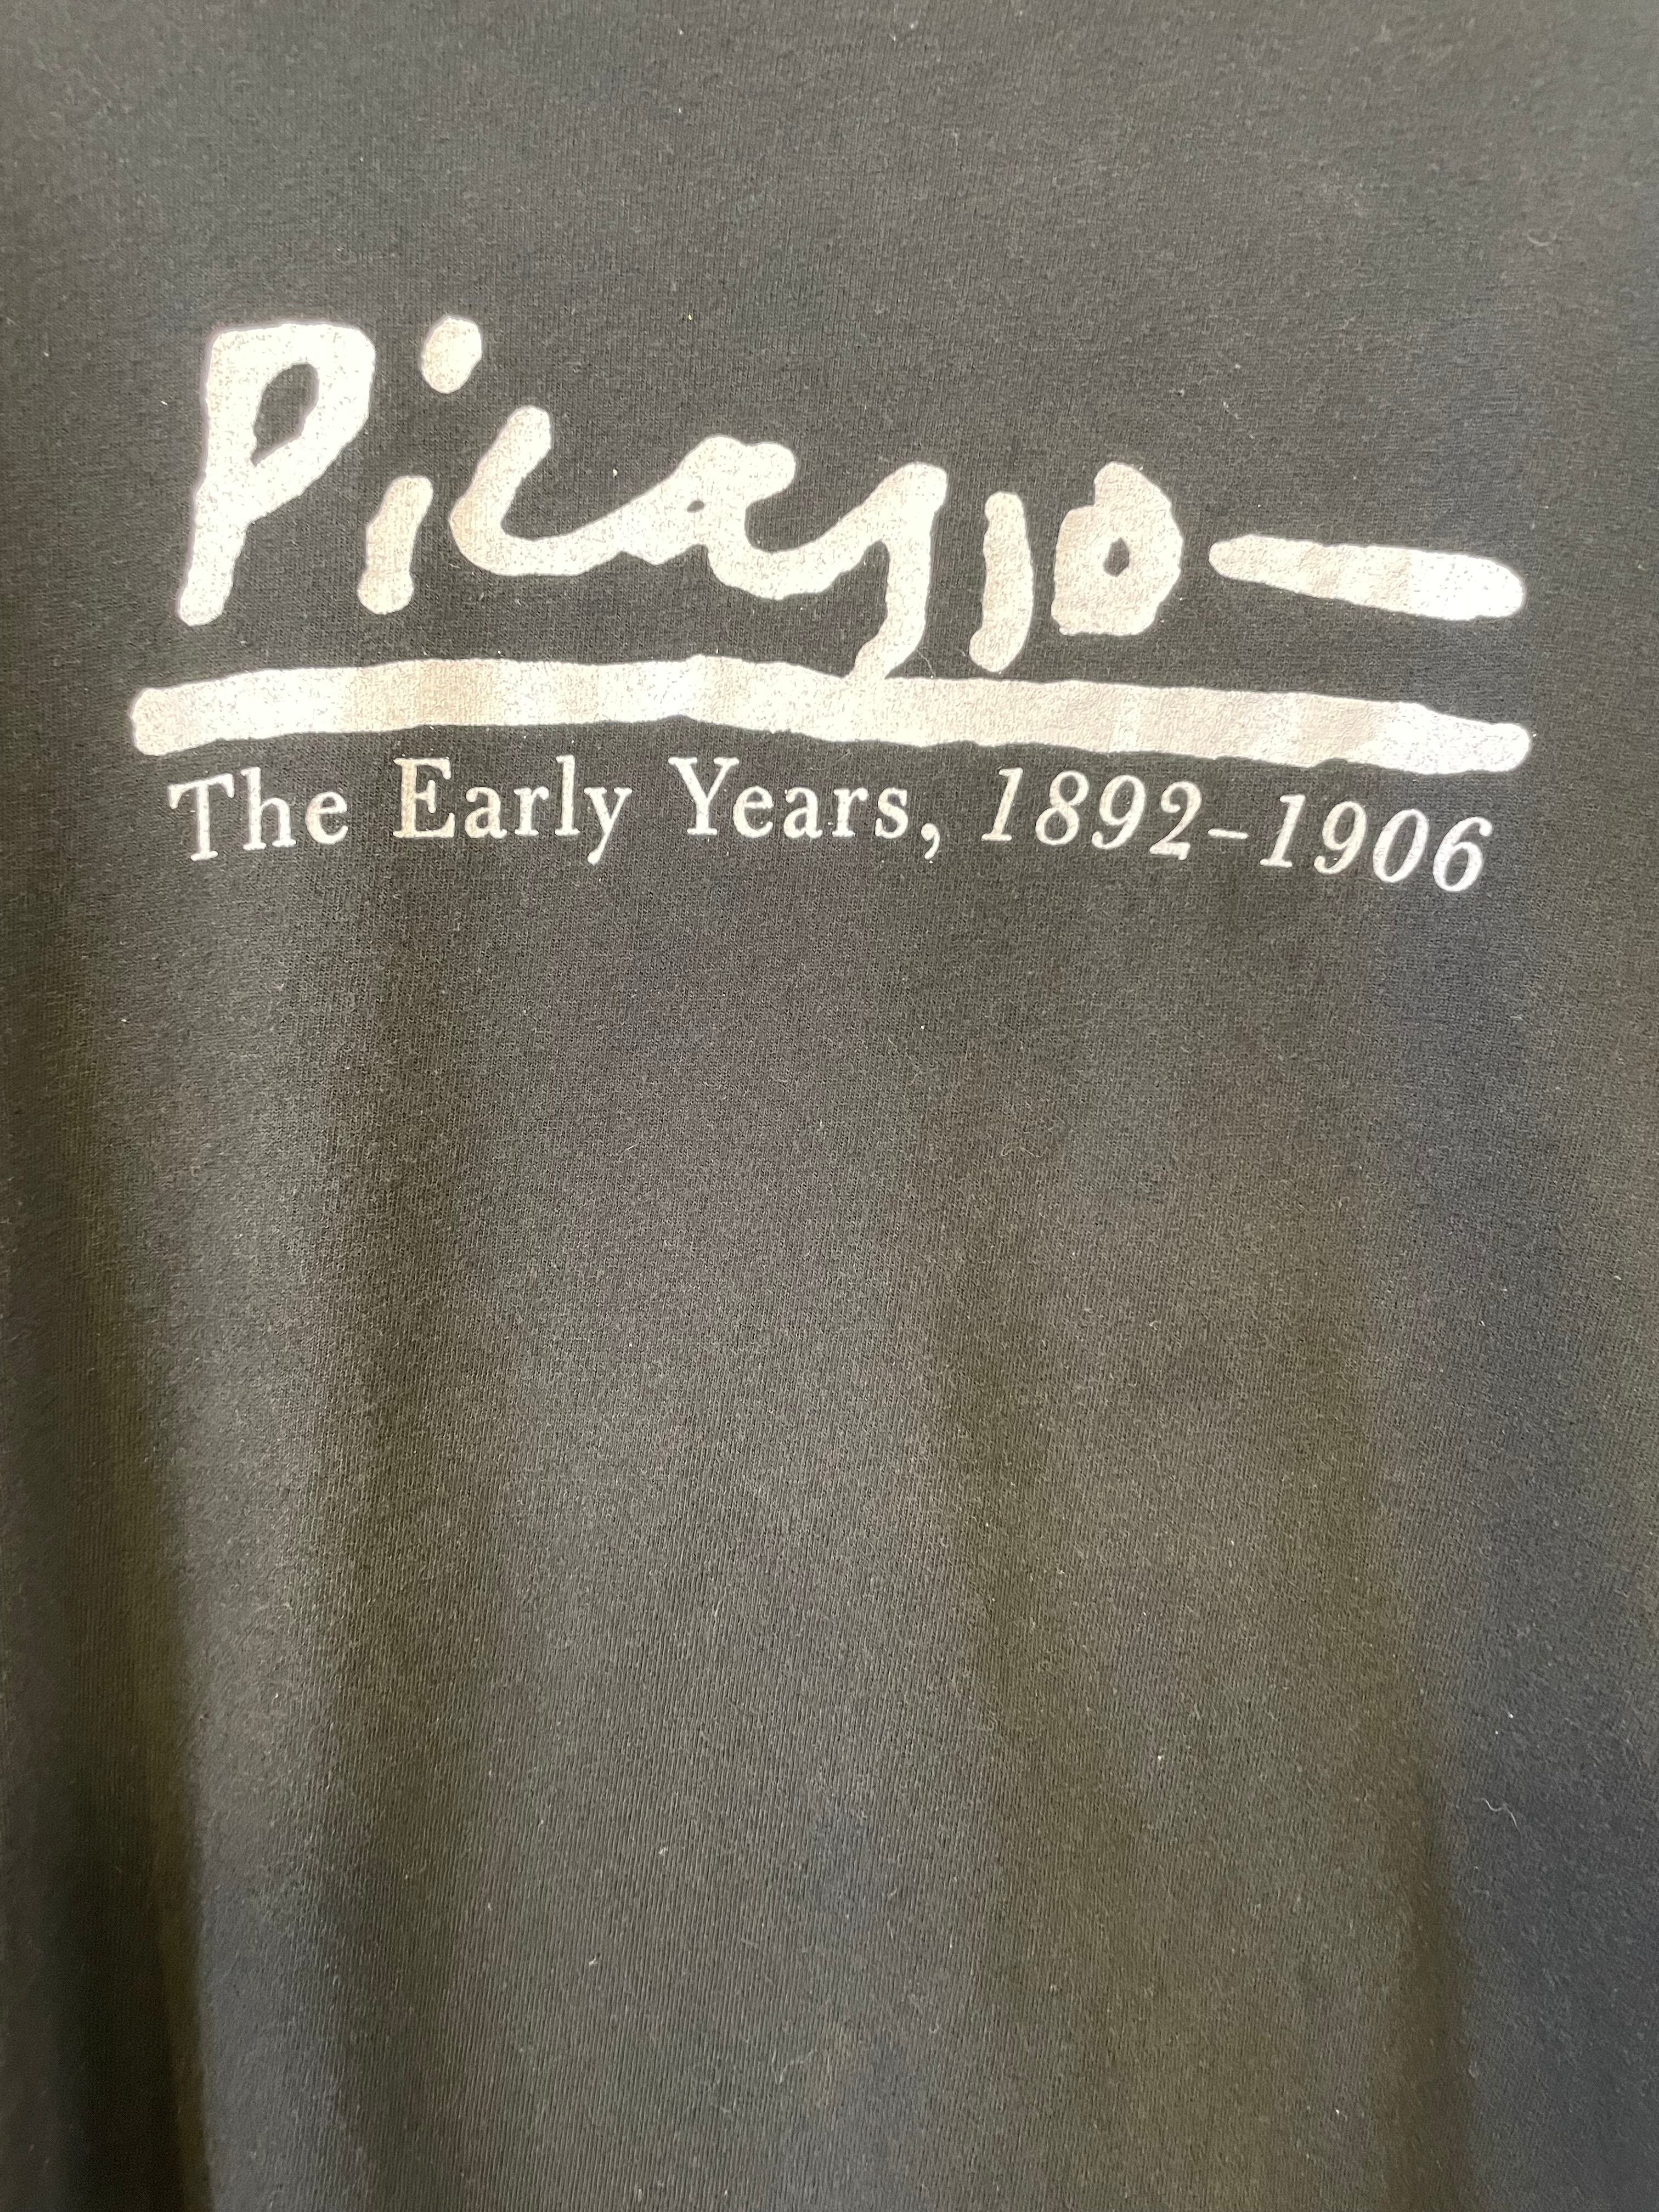 Picasso
The Early Years, 1892–1906